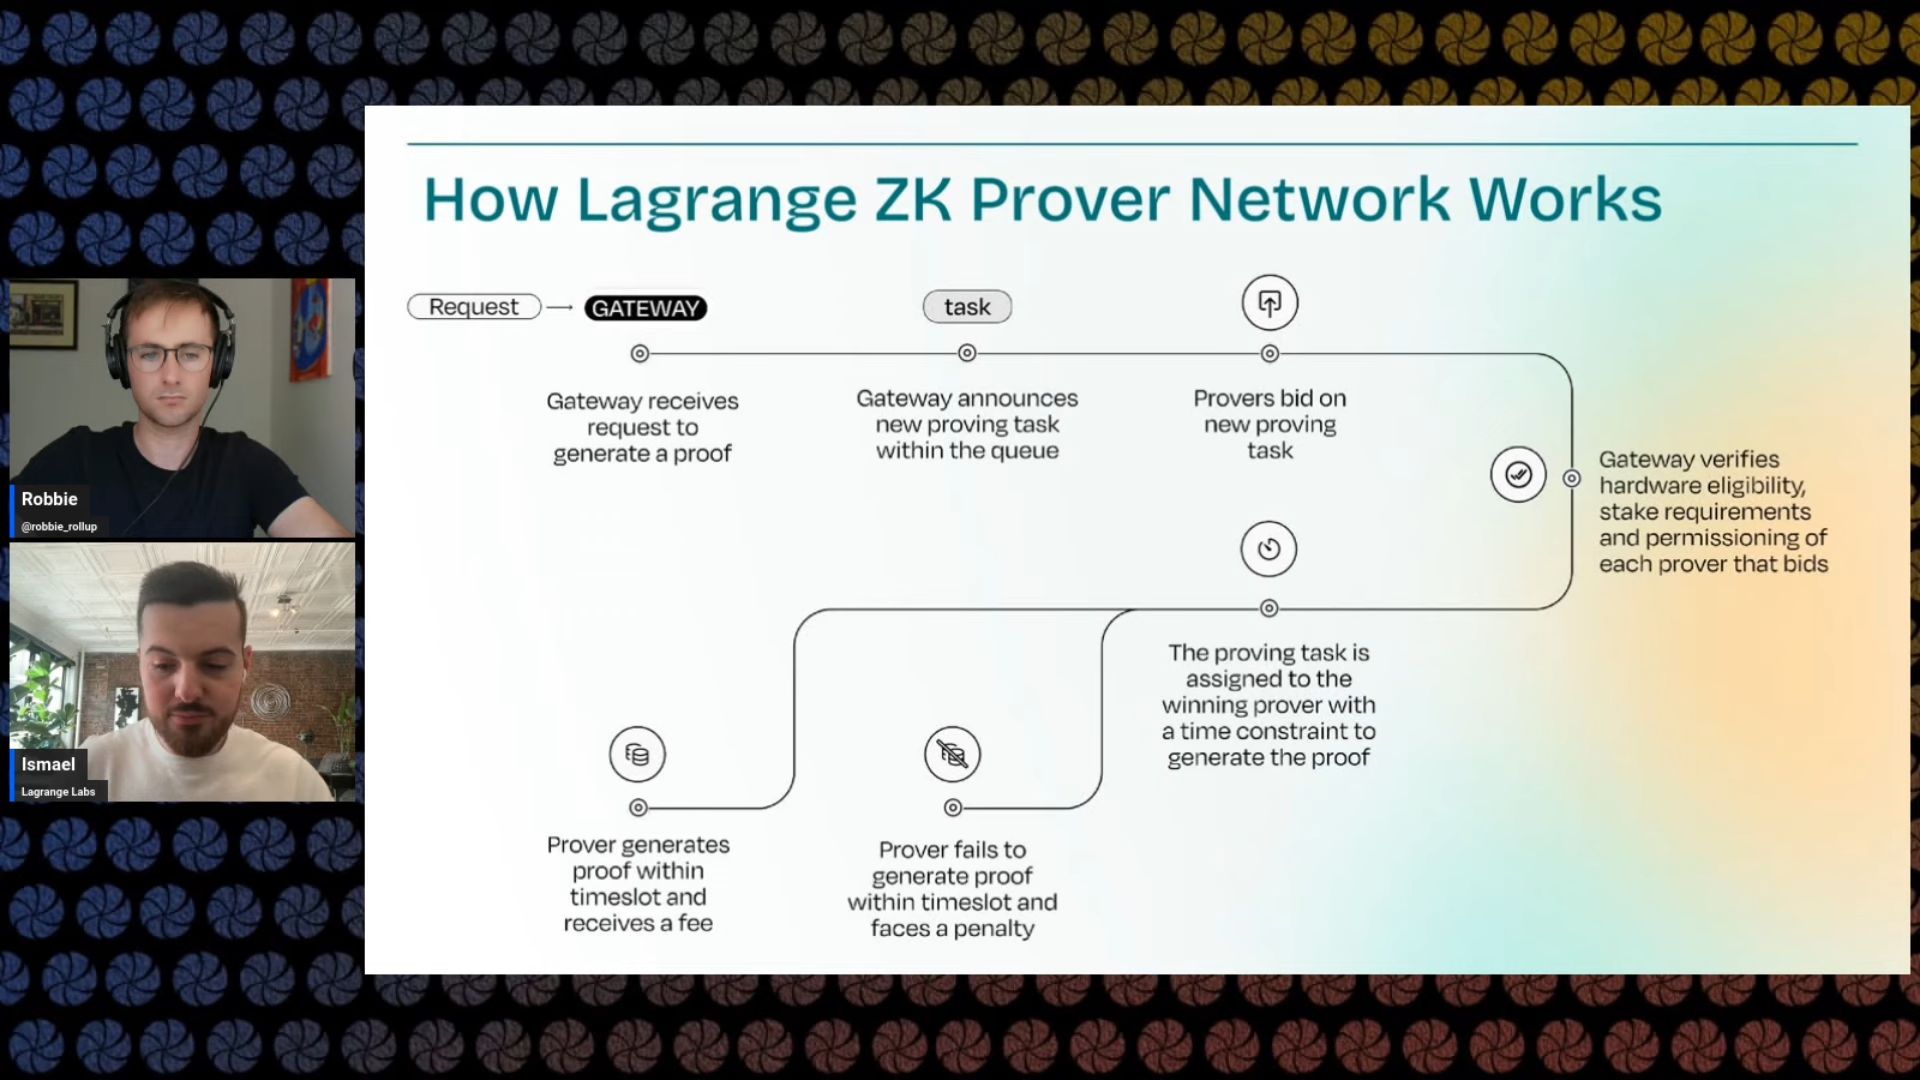 How Lagrange ZK Prover Network Works
Request
GATEWAY
task
Gateway receives
request to
generate a proof
Gateway announces
new proving task
within the queue
Provers bid on
new proving
task
Gateway verifies
hardware eligibility,
stake requirements
and permissioning of
each prover that bids
The proving task is
assigned to the
winning prover with
a time constraint to
generate the proof
Prover generates
proof within
timeslot and
receives a fee
Prover fails to
generate proof
within timeslot and
faces a penalty
Robbie
@robbie_rollup
Ismael
Lagrange Labs